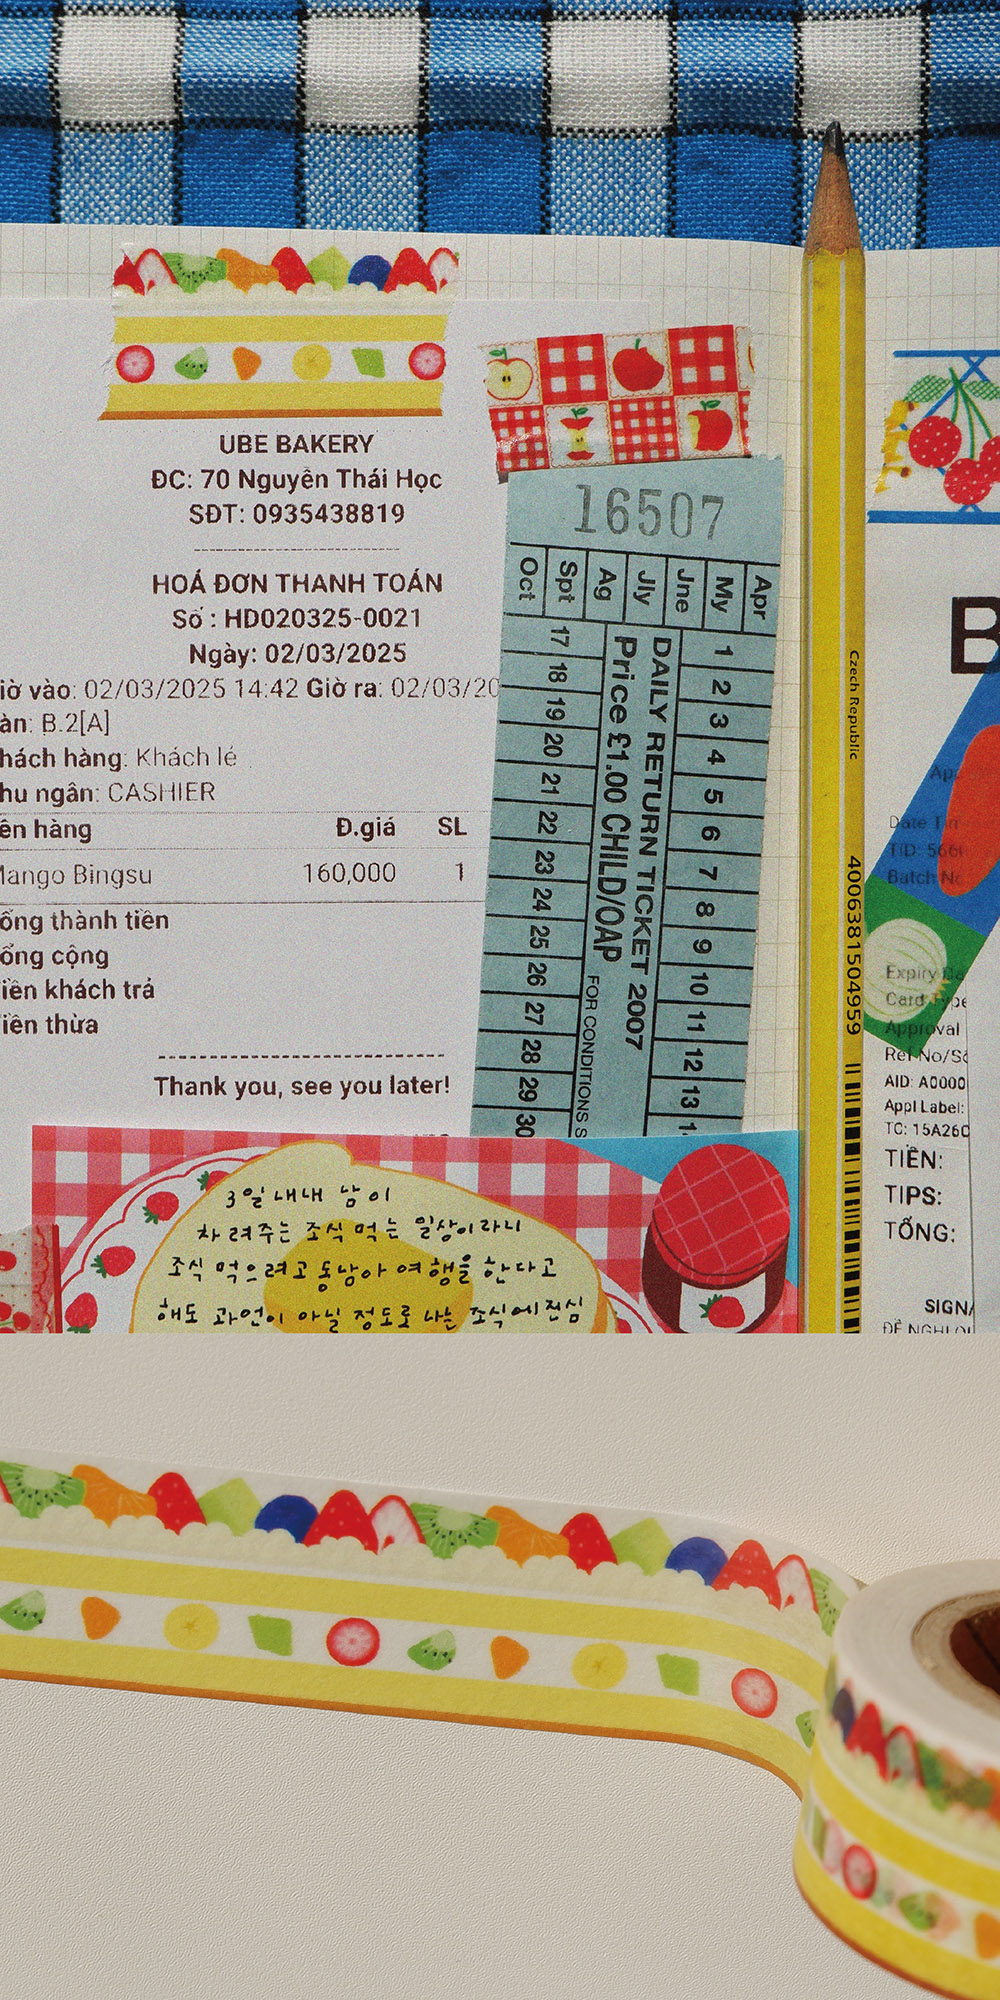 UBE BAKERY
ĐC: 70 Nguyễn Thái Học
SĐT: 0935438819
HOÁ ĐƠN THANH TOÁN
Số : HD020325-0021
Ngày: 02/03/2025
iờ vào: 02/03/2025 14:42 Giờ ra: 02/03/20
àn: B.2[A]
hách hàng: Khách lẻ
hu ngân: CASHIER
ên hàng Đ.giá SL
Mango Bingsu 160,000 1
ổng thành tiền
ổng cộng
iền khách trả
iền thừa
Thank you, see you later!
16507
Apr My Jne Jly Ag Spt Oct
1 2 3 4 5 6 7 8 9 10 11 12 13
DAILY RETURN TICKET 2007
Price £1.00 CHILD/OAP FOR CONDITIONS S
17 18 19 20 21 22 23 24 25 26 27 28 29 30
3일 내내 남이
차려주는 조식 먹는 일상이라니
조식 먹으려고 동남아 여행을 한다고
해도 과언이 아닐 정도로 나는 조식에 진심
Czech Republic
4006381504959
B
Date
TID:
Batch
Expiry
Card Type
Approval
Ref No/
AID: A0000
Appl Label:
TC: 15A26
TIỀN:
TIPS:
TỔNG:
SIGN
ĐỀ NGHỊ